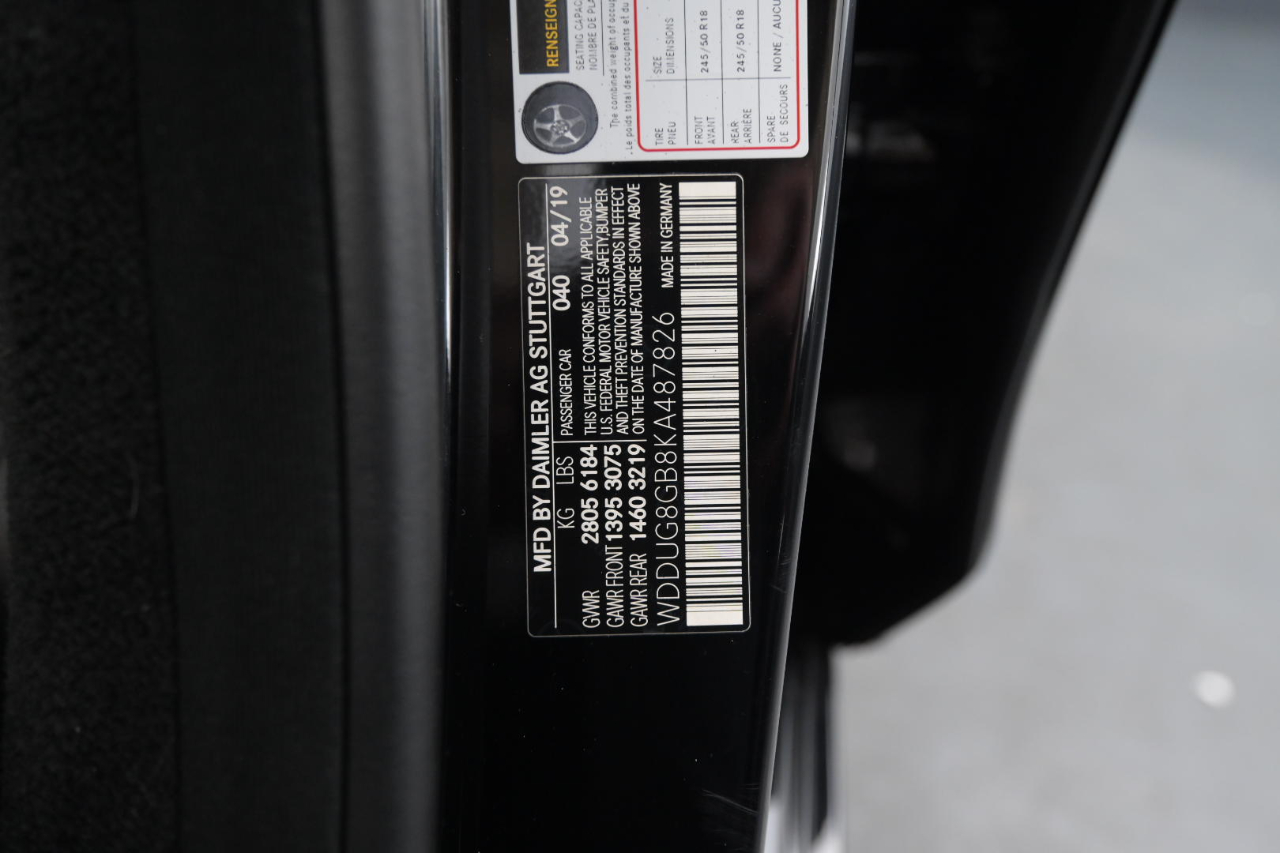 RENSEIGN
SEATING CAPAC
NOMBRE DE PLA
The combined weight of occup
Le poids total des occupants et du
TIRE SIZE
PNEU DIMENSIONS
FRONT 245/50 R18
AVANT
REAR 245/50 R18
ARRIÈRE
SPARE NONE / AUCU
DE SECOURS
MFD BY DAIMLER AG STUTTGART
KG LBS PASSENGER CAR 040 04/19
GVWR 2805 6184 THIS VEHICLE CONFORMS TO ALL APPLICABLE
U.S. FEDERAL MOTOR VEHICLE SAFETY,BUMPER
GAWR FRONT 1395 3075 AND THEFT PREVENTION STANDARDS IN EFFECT
GAWR REAR 1460 3219 ON THE DATE OF MANUFACTURE SHOWN ABOVE
WDDUG8GB8KA487826 MADE IN GERMANY